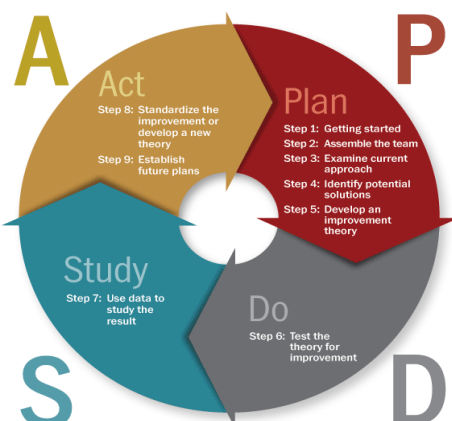 A
P
Act
Step 8: Standardize the
improvement or
develop a new
theory
Step 9: Establish
future plans
Plan
Step 1: Getting started
Step 2: Assemble the team
Step 3: Examine current
approach
Step 4: Identify potential
solutions
Step 5: Develop an
improvement
theory
Study
Step 7: Use data to
study the
result
Do
Step 6: Test the
theory for
improvement
S
D